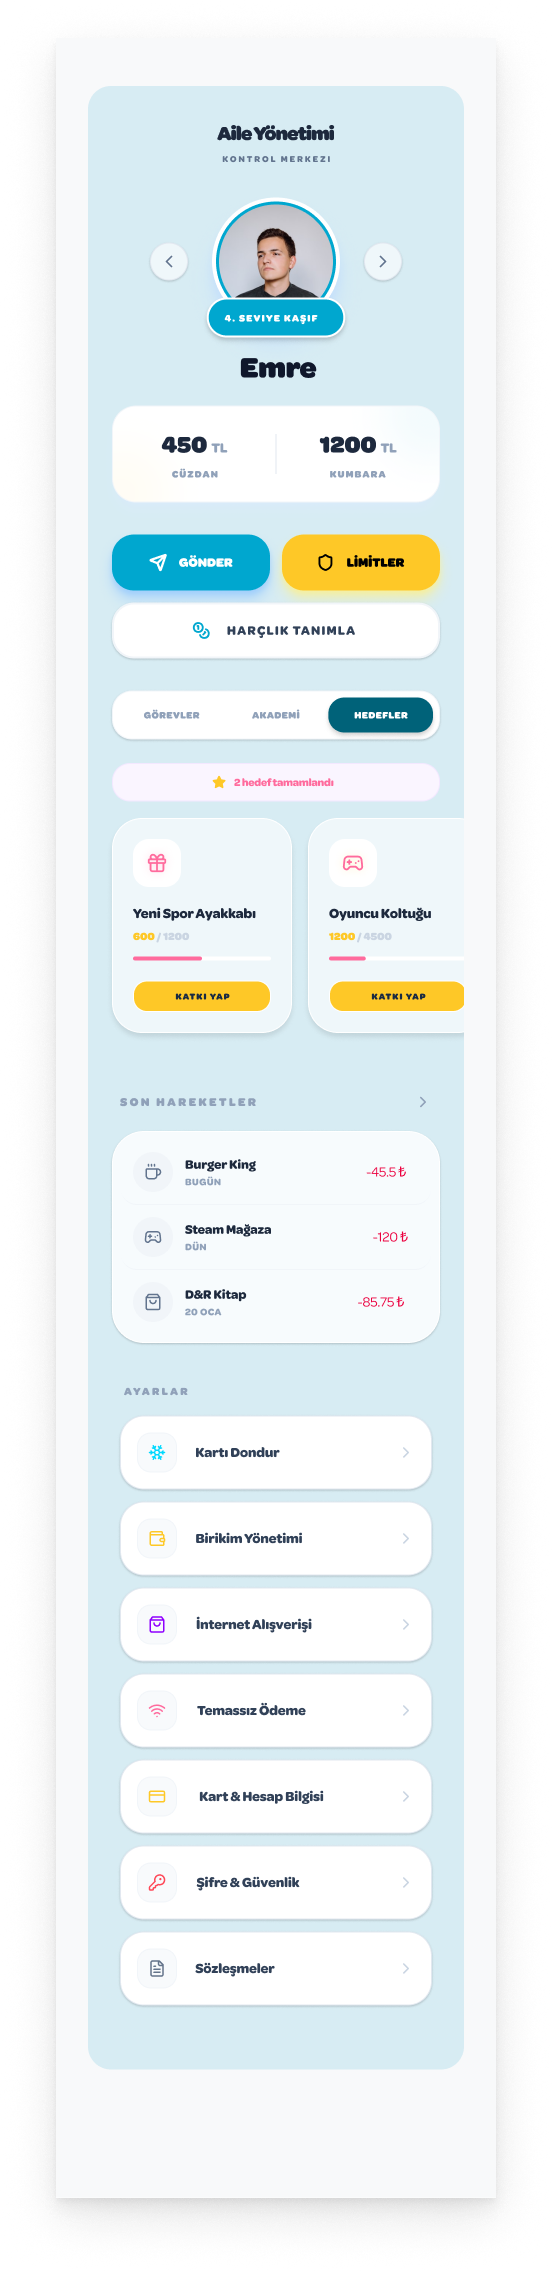 Aile Yönetimi
KONTROL MERKEZI
4. SEVIYE KAŞIF
Emre
450 TL
CÜZDAN
1200 TL
KUMBARA
GÖNDER
LİMİTLER
HARÇLIK TANIMLA
GÖREVLER
AKADEMİ
HEDEFLER
2 hedef tamamlandı
Yeni Spor Ayakkabı
600 / 1200
KATKI YAP
Oyuncu Koltuğu
1200 / 4500
KATKI YAP
SON HAREKETLER
Burger King
BUGÜN
-45.5 ₺
Steam Mağaza
DÜN
-120 ₺
D&R Kitap
20 OCA
-85.75 ₺
AYARLAR
Kartı Dondur
Birikim Yönetimi
İnternet Alışverişi
Temassız Ödeme
Kart & Hesap Bilgisi
Şifre & Güvenlik
Sözleşmeler